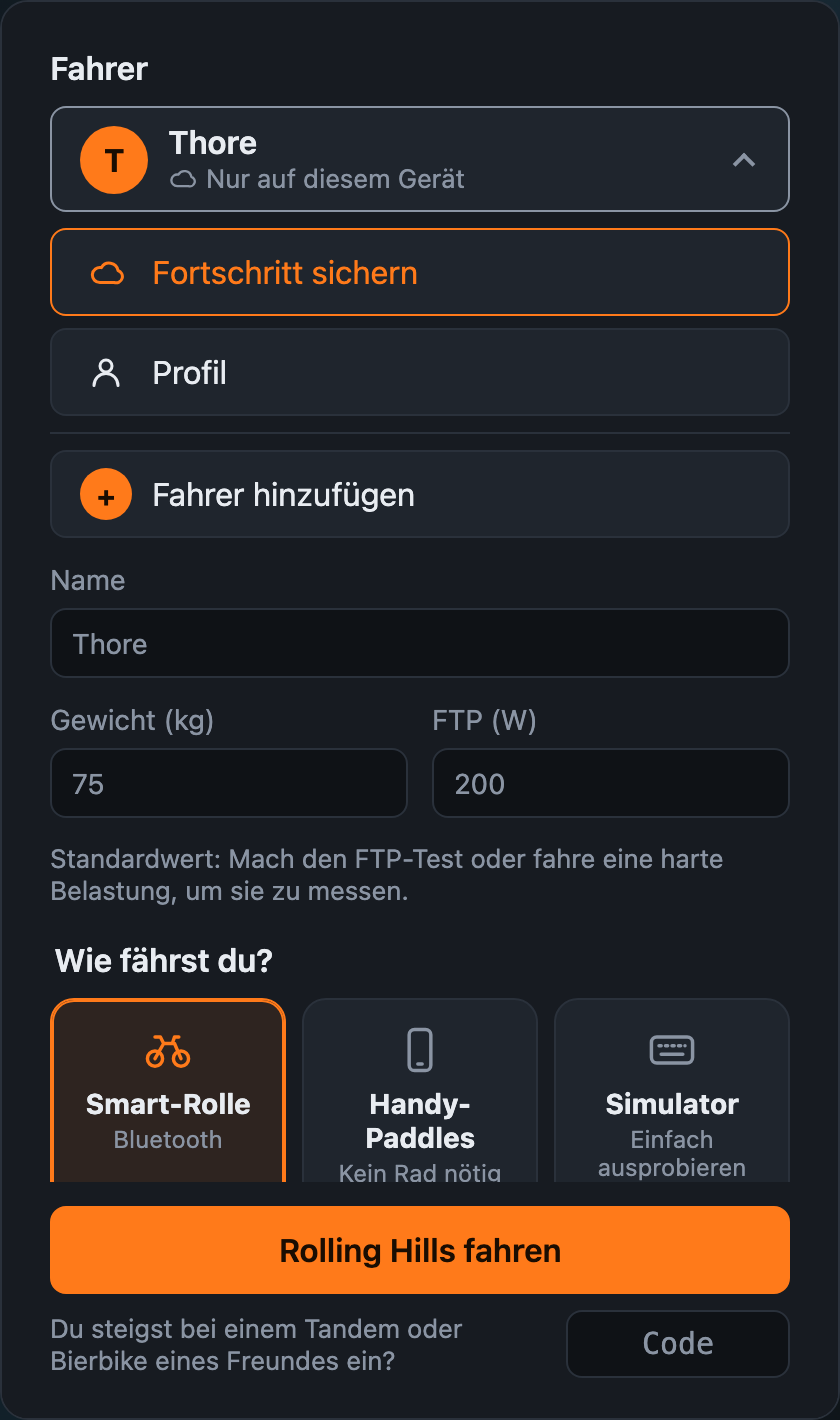 Fahrer
T
Thore
Nur auf diesem Gerät
Fortschritt sichern
Profil
+ Fahrer hinzufügen
Name
Thore
Gewicht (kg) FTP (W)
75 200
Standardwert: Mach den FTP-Test oder fahre eine harte
Belastung, um sie zu messen.
Wie fährst du?
Smart-Rolle
Bluetooth
Handy-
Paddles
Kein Rad nötig
Simulator
Einfach
ausprobieren
Rolling Hills fahren
Du steigst bei einem Tandem oder
Bierbike eines Freundes ein?
Code